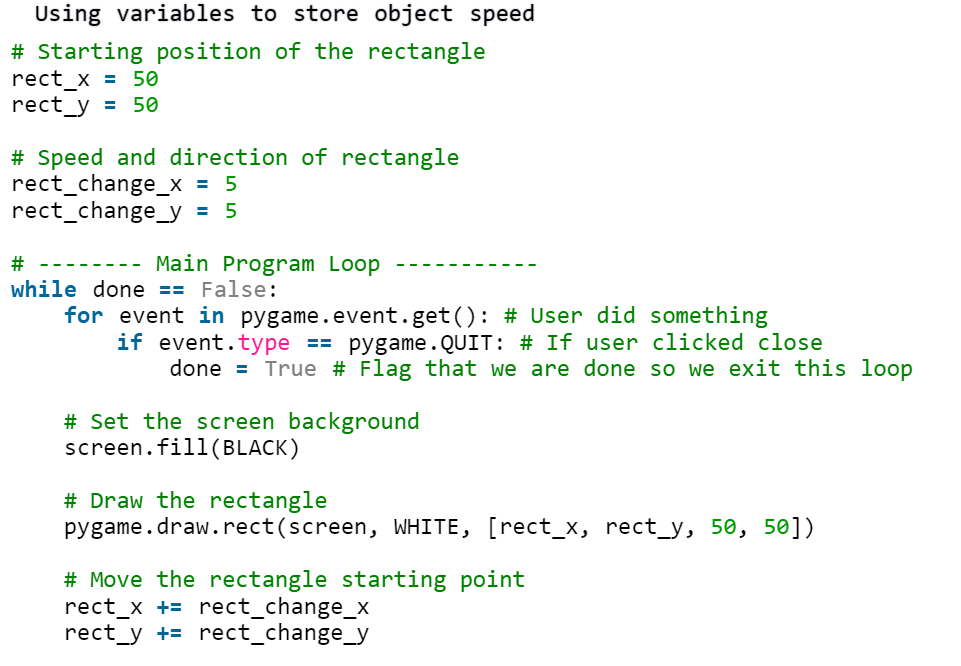 Using variables to store object speed
# Starting position of the rectangle
rect_x = 50
rect_y = 50
# Speed and direction of rectangle
rect_change_x = 5
rect_change_y = 5
# -------- Main Program Loop -----------
while done == False:
    for event in pygame.event.get(): # User did something
        if event.type == pygame.QUIT: # If user clicked close
            done = True # Flag that we are done so we exit this loop
    # Set the screen background
    screen.fill(BLACK)
    # Draw the rectangle
    pygame.draw.rect(screen, WHITE, [rect_x, rect_y, 50, 50])
    # Move the rectangle starting point
    rect_x += rect_change_x
    rect_y += rect_change_y